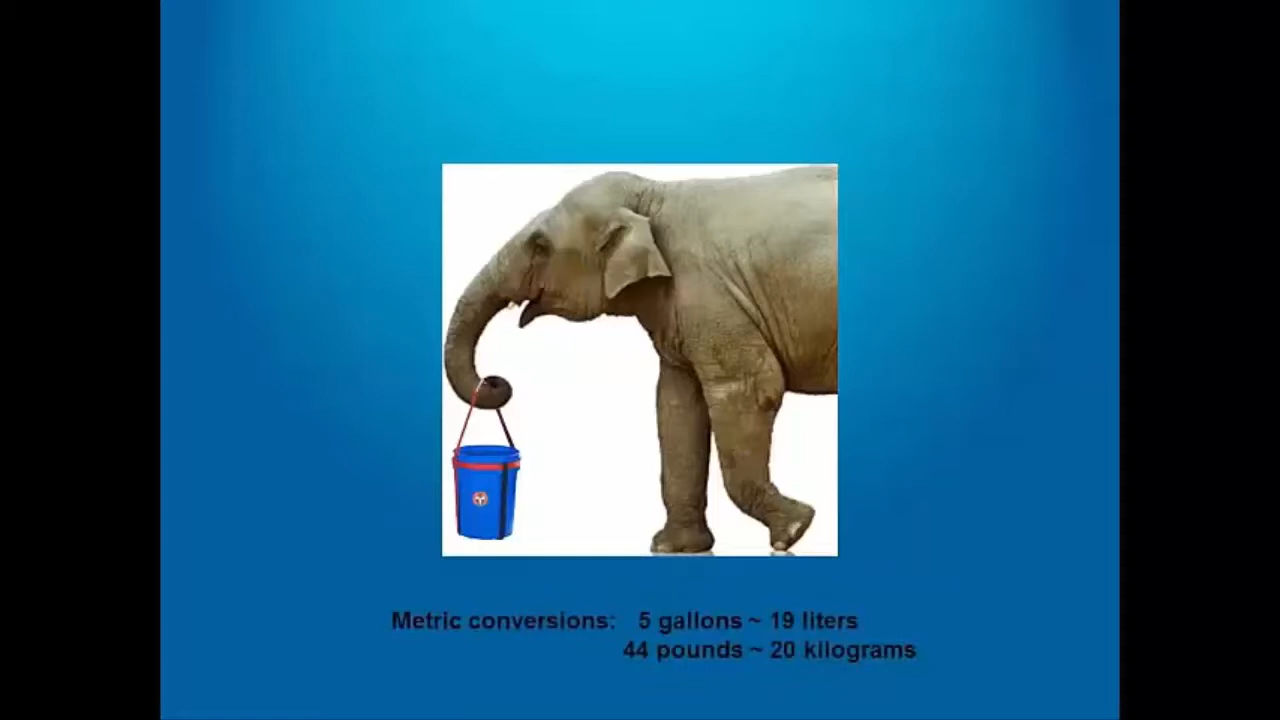 Metric conversions: 5 gallons ~ 19 liters
44 pounds ~ 20 kilograms